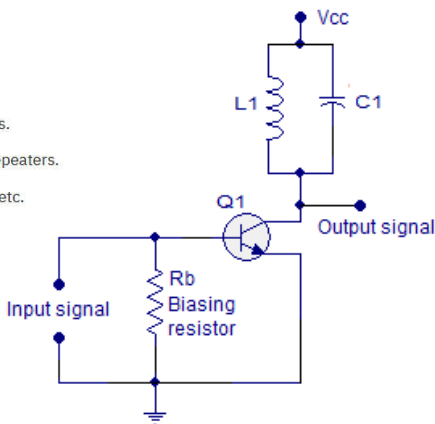 Vcc
L1
C1
s.
peaters.
etc.
Q1
Output signal
Rb
Biasing
resistor
Input signal